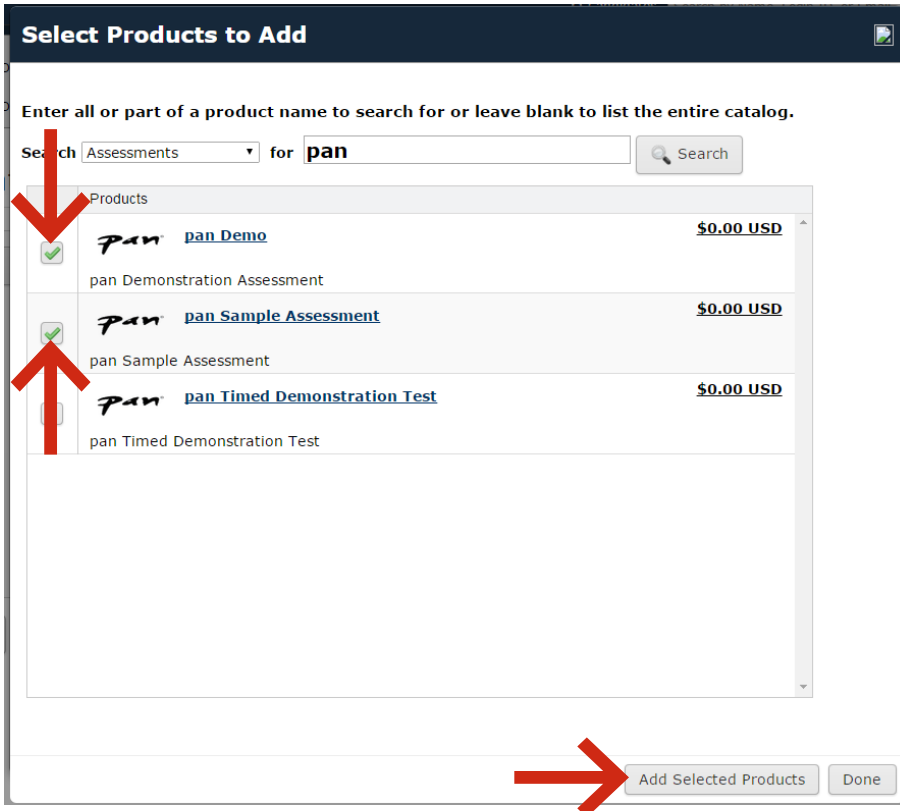 Select Products to Add
Enter all or part of a product name to search for or leave blank to list the entire catalog.
Search Assessments for pan Search
Products
pan pan Demo $0.00 USD
pan Demonstration Assessment
pan pan Sample Assessment $0.00 USD
pan Sample Assessment
pan pan Timed Demonstration Test $0.00 USD
pan Timed Demonstration Test
Add Selected Products Done